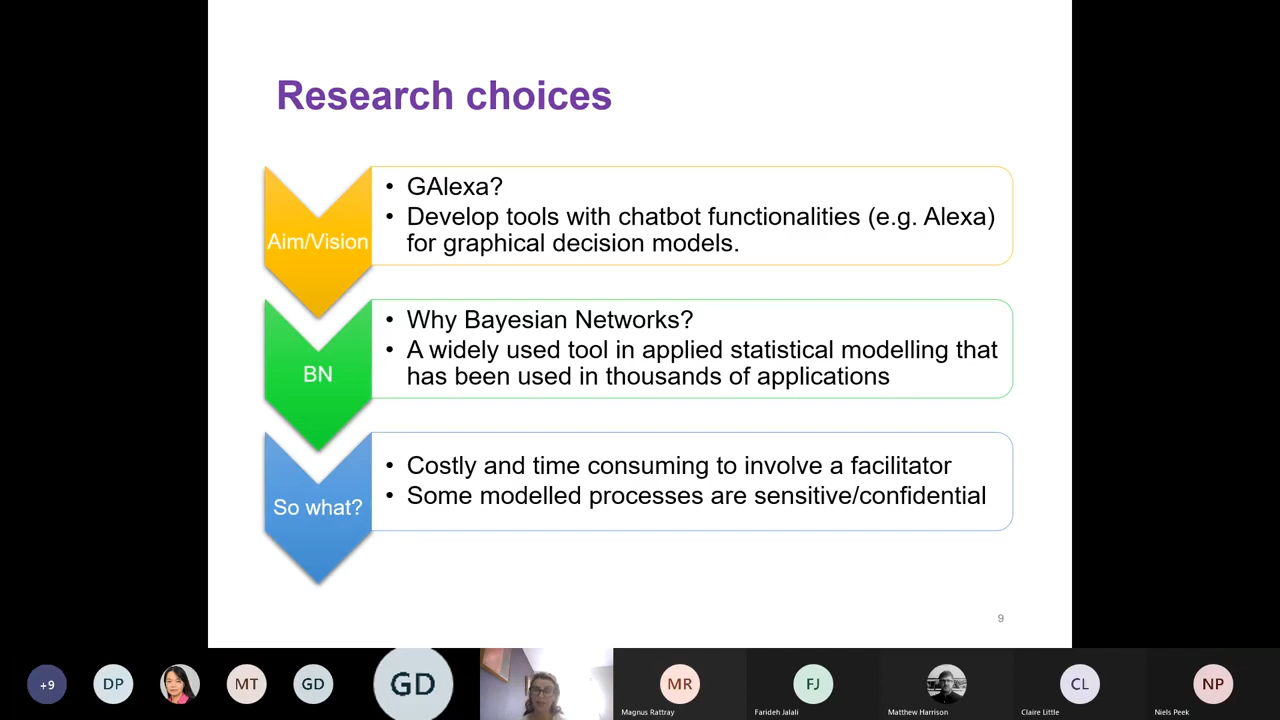 Research choices
Aim/Vision
• GAlexa?
• Develop tools with chatbot functionalities (e.g. Alexa)
for graphical decision models.
BN
• Why Bayesian Networks?
• A widely used tool in applied statistical modelling that
has been used in thousands of applications
So what?
• Costly and time consuming to involve a facilitator
• Some modelled processes are sensitive/confidential
9
+9
DP
MT
GD
GD
MR
Magnus Rattray
FJ
Farideh Jalali
Matthew Harrison
CL
Claire Little
NP
Niels Peek